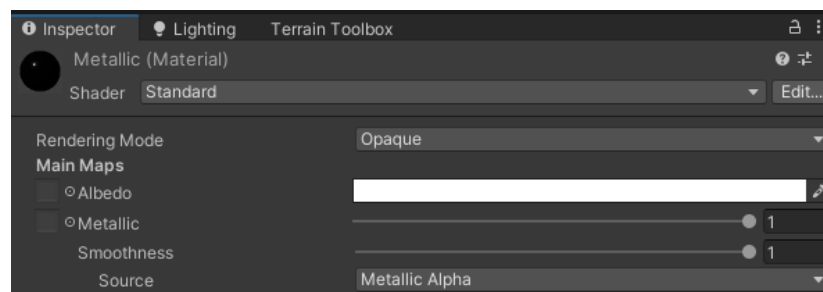 Inspector Lighting Terrain Toolbox
Metallic (Material)
Shader Standard Edit...
Rendering Mode Opaque
Main Maps
Albedo
Metallic 1
Smoothness 1
Source Metallic Alpha